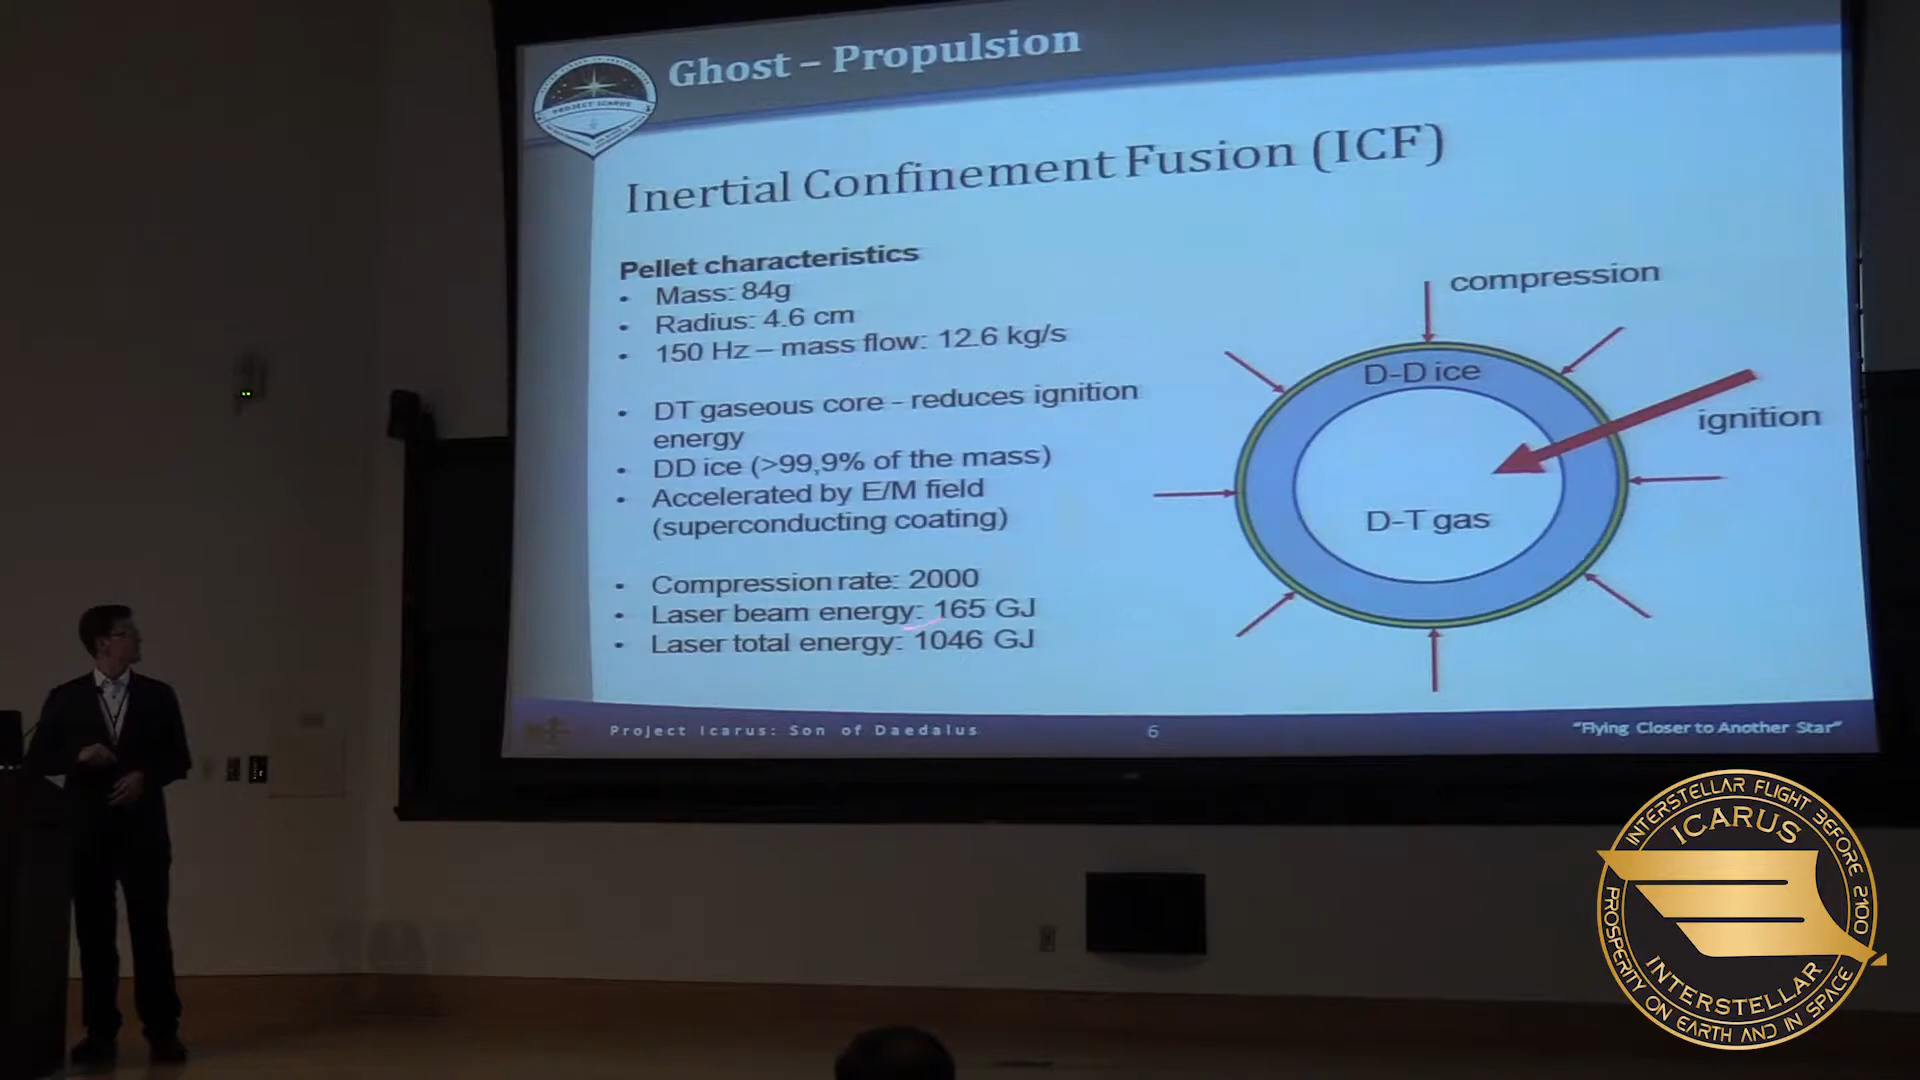 Ghost – Propulsion
PROJECT ICARUS
Inertial Confinement Fusion (ICF)
Pellet characteristics
• Mass: 84g
• Radius: 4.6 cm
• 150 Hz – mass flow: 12.6 kg/s
• DT gaseous core - reduces ignition
energy
• DD ice (>99,9% of the mass)
• Accelerated by E/M field
(superconducting coating)
• Compression rate: 2000
• Laser beam energy: 165 GJ
• Laser total energy: 1046 GJ
compression
D-D ice
ignition
D-T gas
Project Icarus: Son of Daedalus
6
“Flying Closer to Another Star”
INTERSTELLAR FLIGHT BEFORE 2100
ICARUS
INTERSTELLAR
PROSPERITY ON EARTH AND IN SPACE